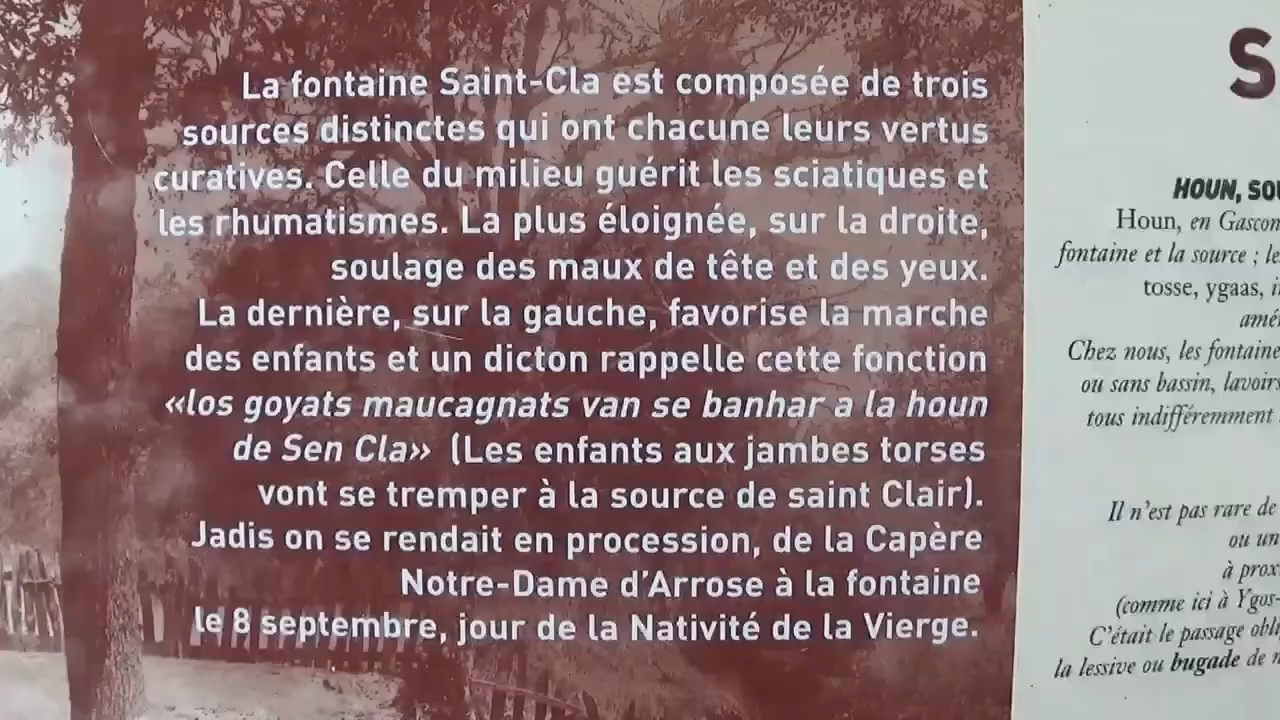 La fontaine Saint-Cla est composée de trois
sources distinctes qui ont chacune leurs vertus
curatives. Celle du milieu guérit les sciatiques et
les rhumatismes. La plus éloignée, sur la droite,
soulage des maux de tête et des yeux.
La dernière, sur la gauche, favorise la marche
des enfants et un dicton rappelle cette fonction
«los goyats maucagnats van se banhar a la houn
de Sen Cla» (Les enfants aux jambes torses
vont se tremper à la source de saint Clair).
Jadis on se rendait en procession, de la Capère
Notre-Dame d'Arrose à la fontaine
le 8 septembre, jour de la Nativité de la Vierge.
S
HOUN, SOU
Houn, en Gascon
fontaine et la source ; le
tosse, ygaas,
amé
Chez nous, les fontaine
ou sans bassin, lavoirs
tous indifféremment
Il n'est pas rare de
ou un
à prox
(comme ici à Ygos-
C'était le passage obl
la lessive ou bugade de